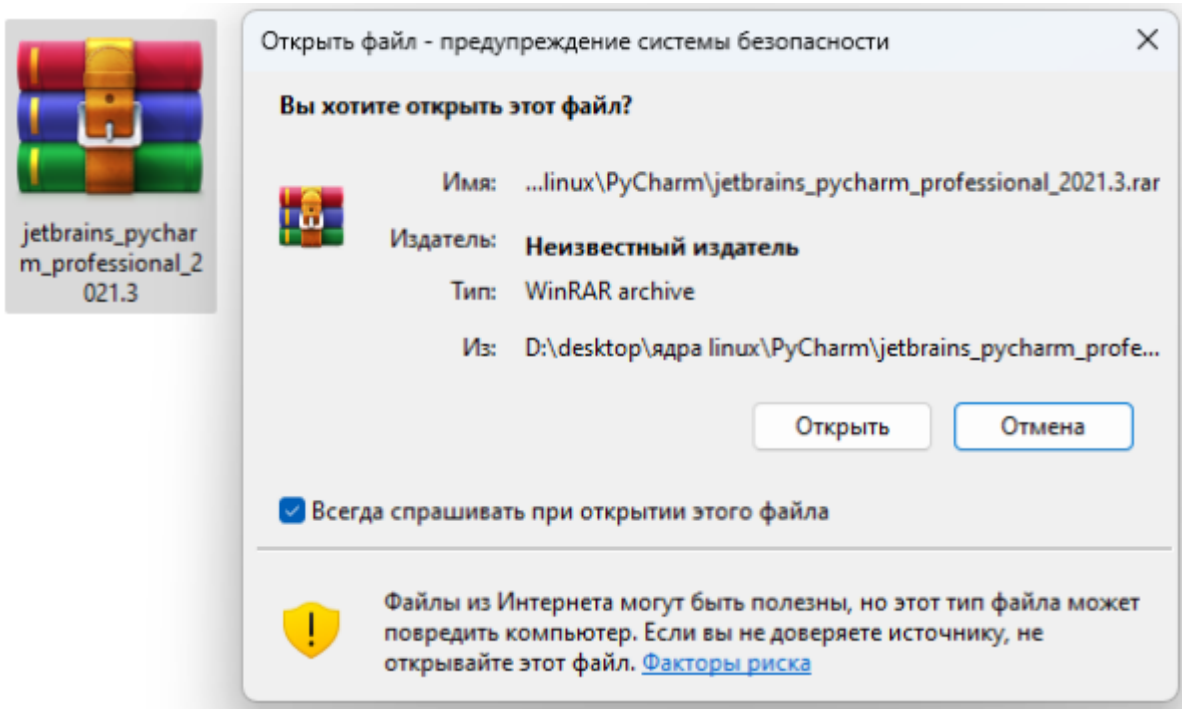 jetbrains_pychar
m_professional_2
021.3
Открыть файл - предупреждение системы безопасности
Вы хотите открыть этот файл?
Имя: ...linux\PyCharm\jetbrains_pycharm_professional_2021.3.rar
Издатель: Неизвестный издатель
Тип: WinRAR archive
Из: D:\desktop\ядра linux\PyCharm\jetbrains_pycharm_profe...
Открыть Отмена
Всегда спрашивать при открытии этого файла
Файлы из Интернета могут быть полезны, но этот тип файла может
повредить компьютер. Если вы не доверяете источнику, не
открывайте этот файл. Факторы риска